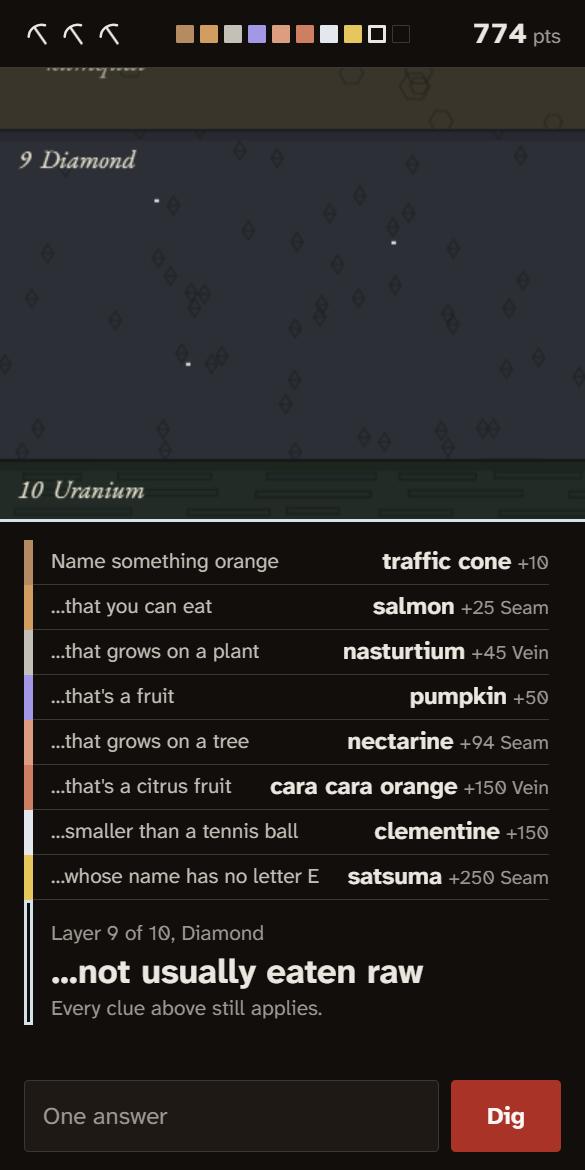 774 pts
kumquat
9 Diamond
10 Uranium
Name something orange traffic cone +10
...that you can eat salmon +25 Seam
...that grows on a plant nasturtium +45 Vein
...that's a fruit pumpkin +50
...that grows on a tree nectarine +94 Seam
...that's a citrus fruit cara cara orange +150 Vein
...smaller than a tennis ball clementine +150
...whose name has no letter E satsuma +250 Seam
Layer 9 of 10, Diamond
...not usually eaten raw
Every clue above still applies.
One answer Dig